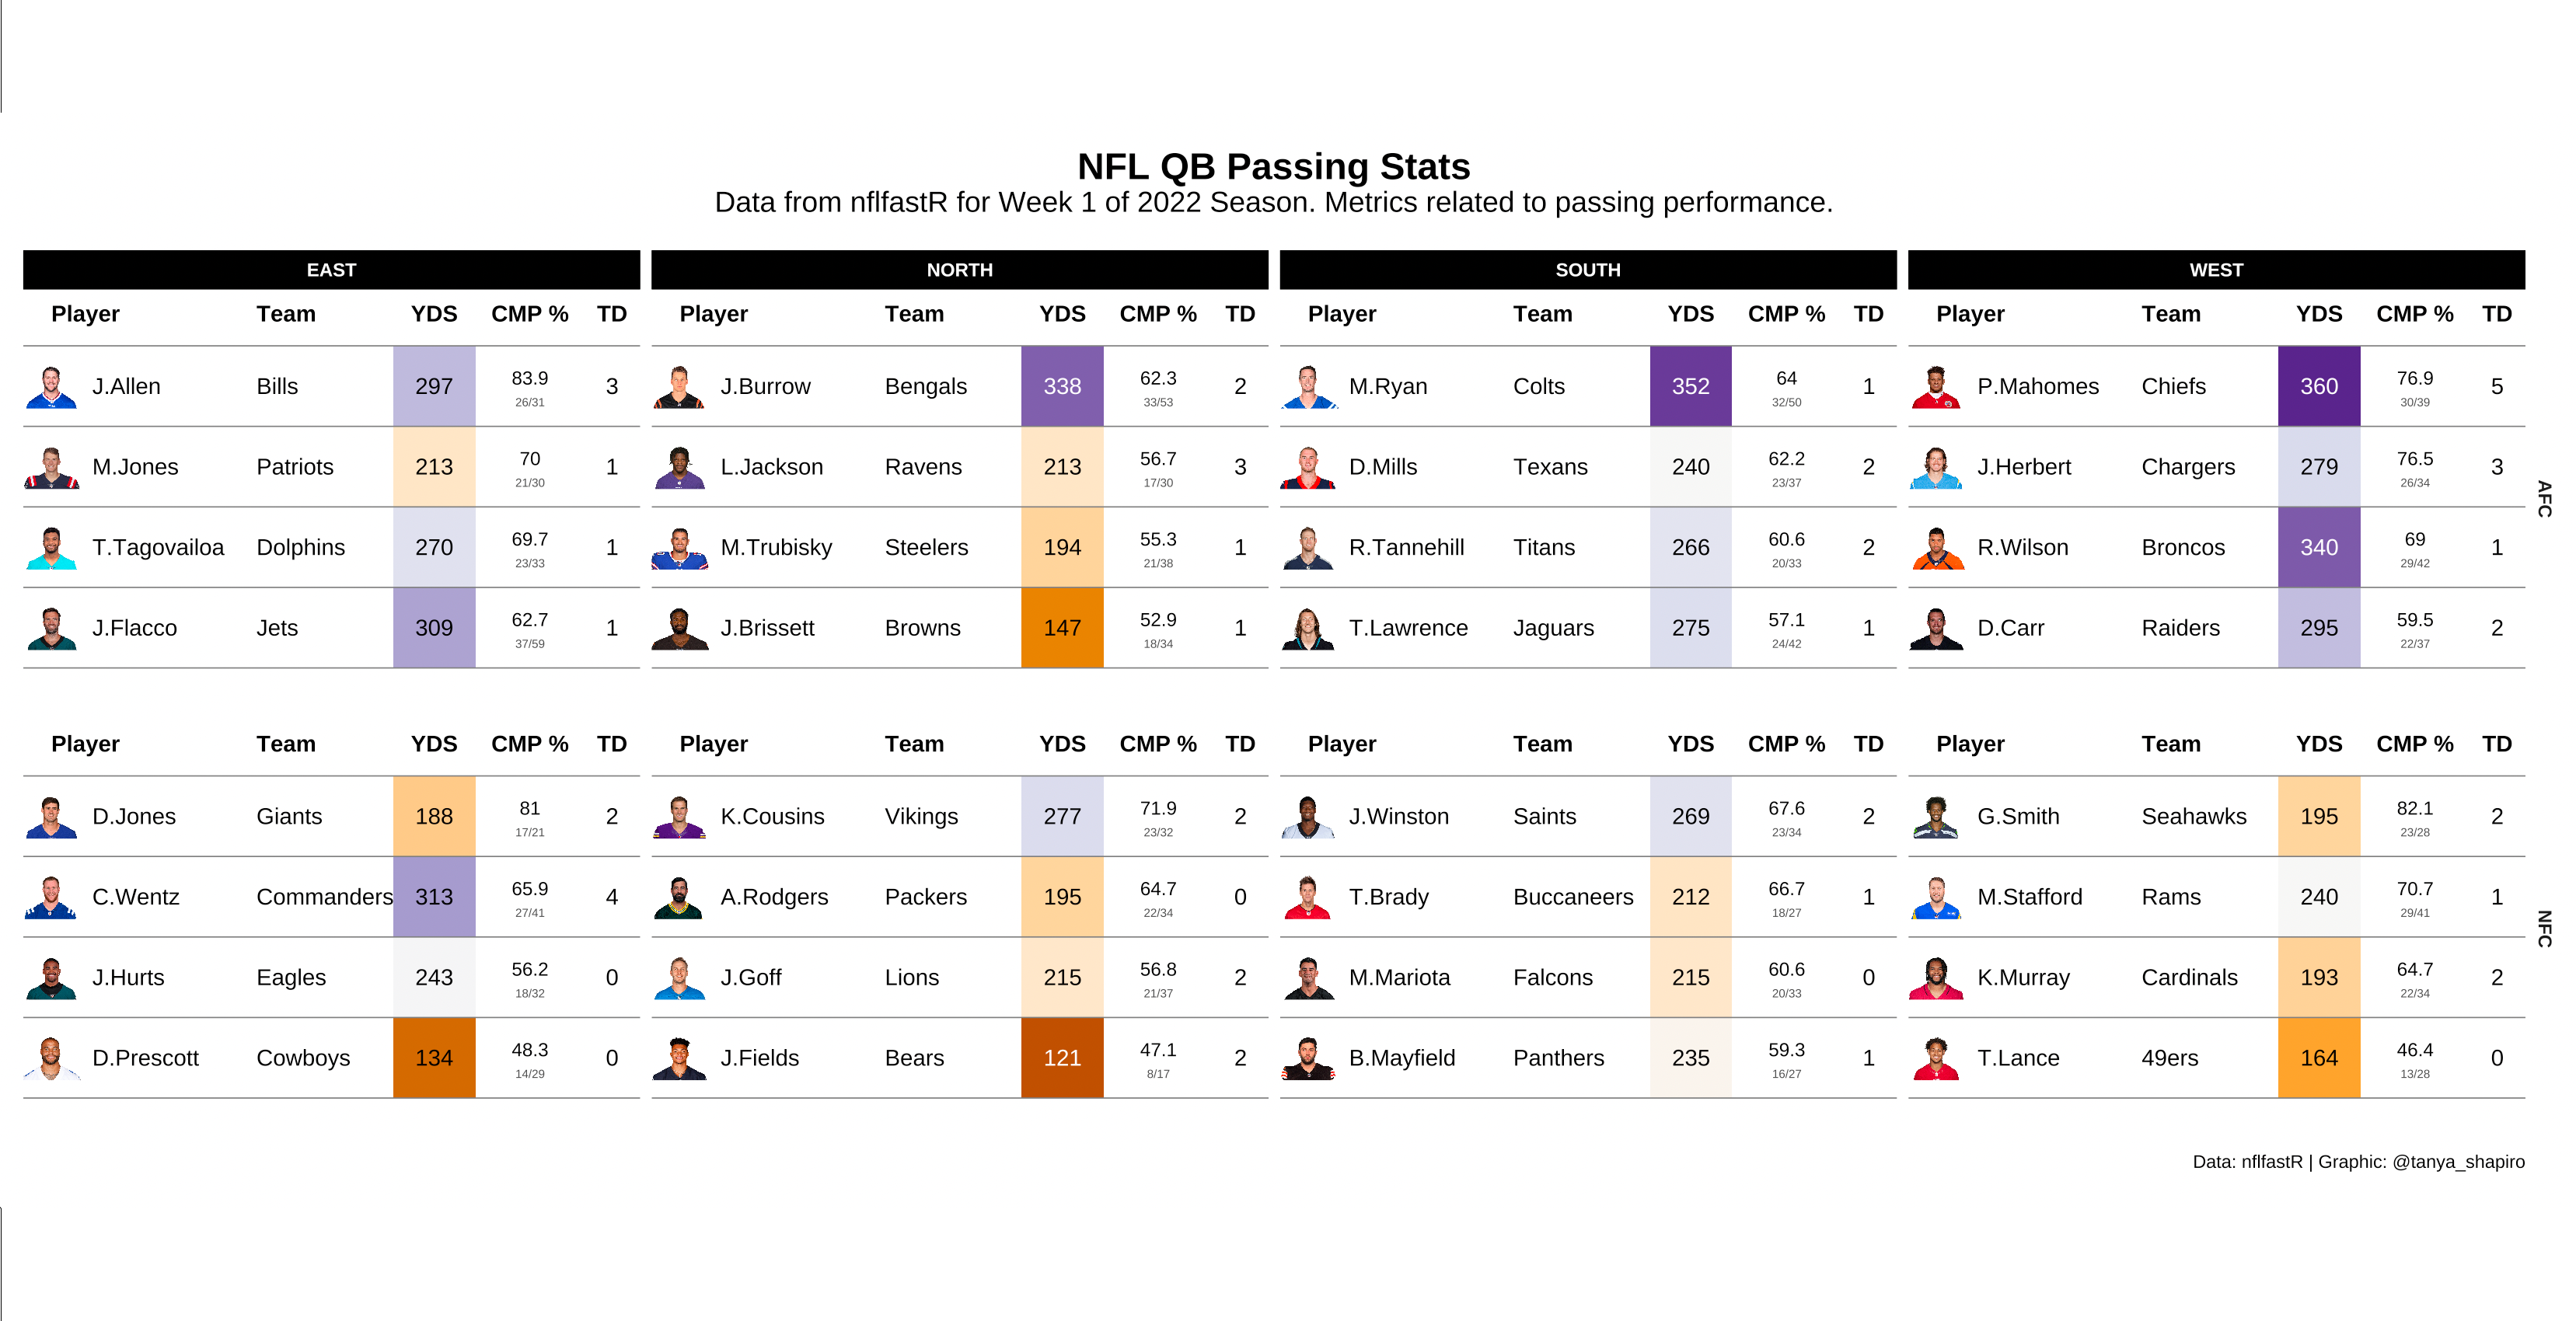 NFL QB Passing Stats
Data from nflfastR for Week 1 of 2022 Season. Metrics related to passing performance.
EAST NORTH SOUTH WEST
Player Team YDS CMP % TD Player Team YDS CMP % TD Player Team YDS CMP % TD Player Team YDS CMP % TD
J.Allen Bills 297 83.9 26/31 3 J.Burrow Bengals 338 62.3 33/53 2 M.Ryan Colts 352 64 32/50 1 P.Mahomes Chiefs 360 76.9 30/39 5
M.Jones Patriots 213 70 21/30 1 L.Jackson Ravens 213 56.7 17/30 3 D.Mills Texans 240 62.2 23/37 2 J.Herbert Chargers 279 76.5 26/34 3
T.Tagovailoa Dolphins 270 69.7 23/33 1 M.Trubisky Steelers 194 55.3 21/38 1 R.Tannehill Titans 266 60.6 20/33 2 R.Wilson Broncos 340 69 29/42 1
J.Flacco Jets 309 62.7 37/59 1 J.Brissett Browns 147 52.9 18/34 1 T.Lawrence Jaguars 275 57.1 24/42 1 D.Carr Raiders 295 59.5 22/37 2
AFC
Player Team YDS CMP % TD Player Team YDS CMP % TD Player Team YDS CMP % TD Player Team YDS CMP % TD
D.Jones Giants 188 81 17/21 2 K.Cousins Vikings 277 71.9 23/32 2 J.Winston Saints 269 67.6 23/34 2 G.Smith Seahawks 195 82.1 23/28 2
C.Wentz Commanders 313 65.9 27/41 4 A.Rodgers Packers 195 64.7 22/34 0 T.Brady Buccaneers 212 66.7 18/27 1 M.Stafford Rams 240 70.7 29/41 1
J.Hurts Eagles 243 56.2 18/32 0 J.Goff Lions 215 56.8 21/37 2 M.Mariota Falcons 215 60.6 20/33 0 K.Murray Cardinals 193 64.7 22/34 2
D.Prescott Cowboys 134 48.3 14/29 0 J.Fields Bears 121 47.1 8/17 2 B.Mayfield Panthers 235 59.3 16/27 1 T.Lance 49ers 164 46.4 13/28 0
NFC
Data: nflfastR | Graphic: @tanya_shapiro